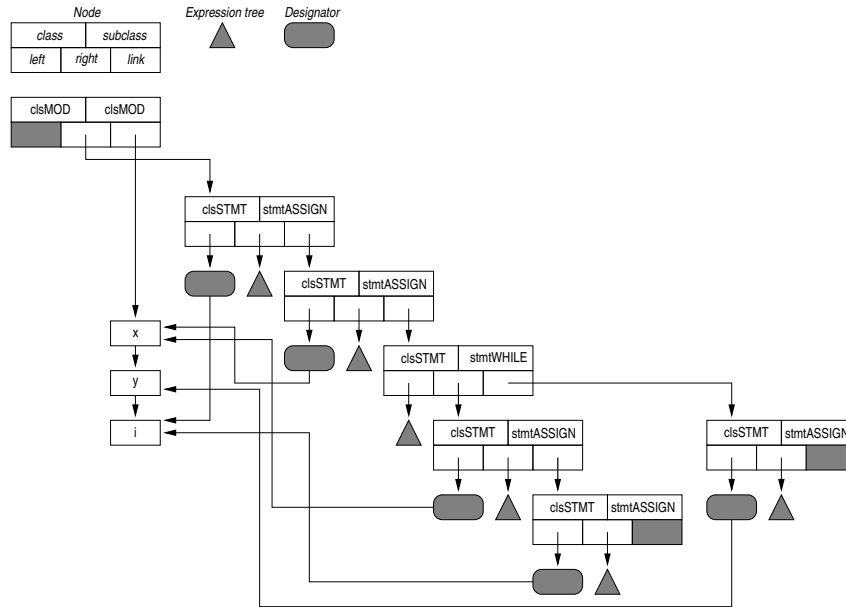 Node Expression tree Designator
class subclass
left right link
clsMOD clsMOD
clsSTMT stmtASSIGN
clsSTMT stmtASSIGN
x
clsSTMT stmtWHILE
y
i
clsSTMT stmtASSIGN clsSTMT stmtASSIGN
clsSTMT stmtASSIGN